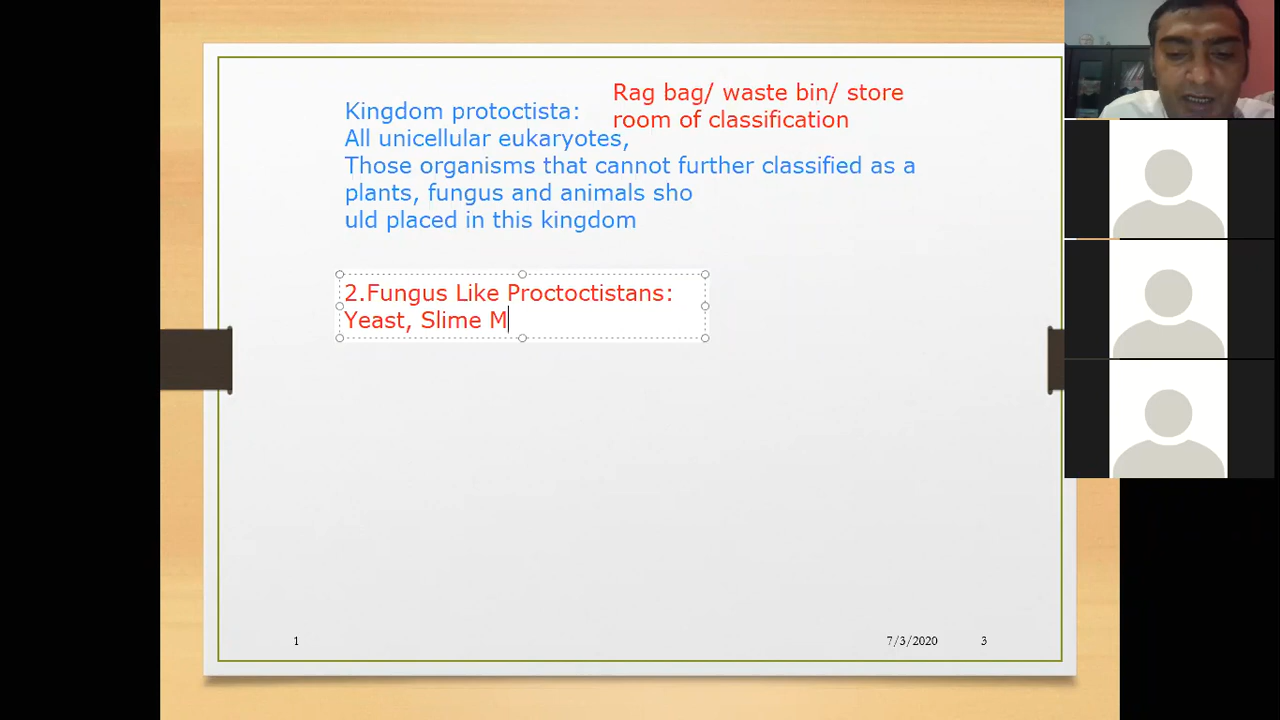 Rag bag/ waste bin/ store
room of classification
Kingdom protoctista:
All unicellular eukaryotes,
Those organisms that cannot further classified as a
plants, fungus and animals sho
uld placed in this kingdom
2.Fungus Like Proctoctistans:
Yeast, Slime M
1
7/3/2020
3